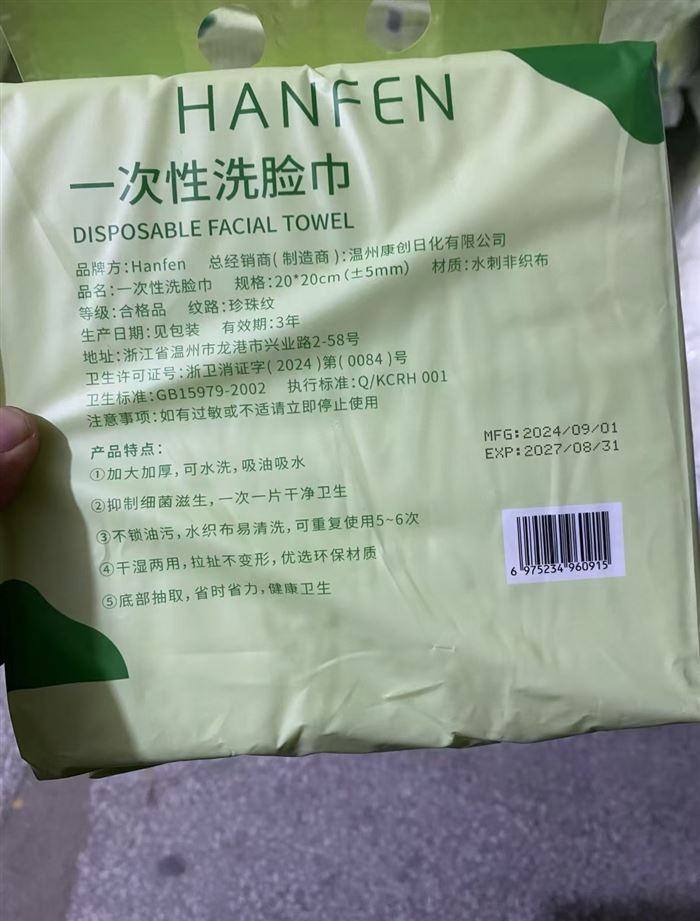 HANFEN
一次性洗脸巾
DISPOSABLE FACIAL TOWEL
品牌方:Hanfen 总经销商(制造商):温州康创日化有限公司
品名:一次性洗脸巾 规格:20*20cm(±5mm) 材质:水刺非织布
等级:合格品 纹路:珍珠纹
生产日期:见包装 有效期:3年
地址:浙江省温州市龙港市兴业路2-58号
卫生许可证号:浙卫消证字(2024)第(0084)号
卫生标准:GB15979-2002 执行标准:Q/KCRH 001
注意事项:如有过敏或不适请立即停止使用
产品特点:
①加大加厚,可水洗,吸油吸水
②抑制细菌滋生,一次一片干净卫生
③不锁油污,水织布易清洗,可重复使用5~6次
④干湿两用,拉扯不变形,优选环保材质
⑤底部抽取,省时省力,健康卫生
MFG:2024/09/01
EXP:2027/08/31
6 975234 960915